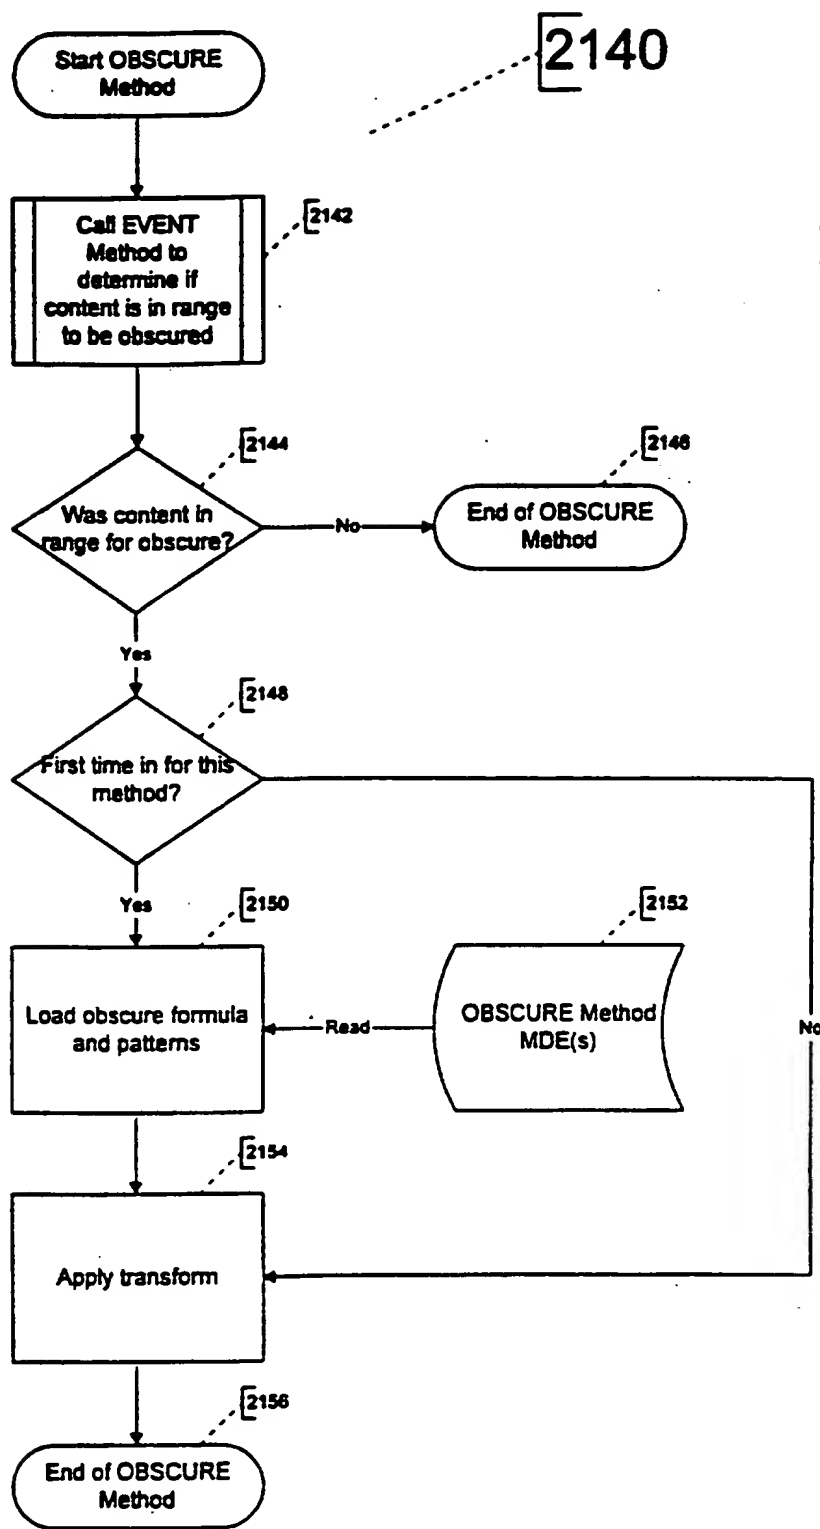 2140
Start OBSCURE
Method
2142
Call EVENT
Method to
determine if
content is in range
to be obscured
2144
Was content in
range for obscure?
No
2146
End of OBSCURE
Method
Yes
2148
First time in for this
method?
Yes
2150
2152
Load obscure formula
and patterns
Read
OBSCURE Method
MDE(s)
No
2154
Apply transform
2156
End of OBSCURE
Method